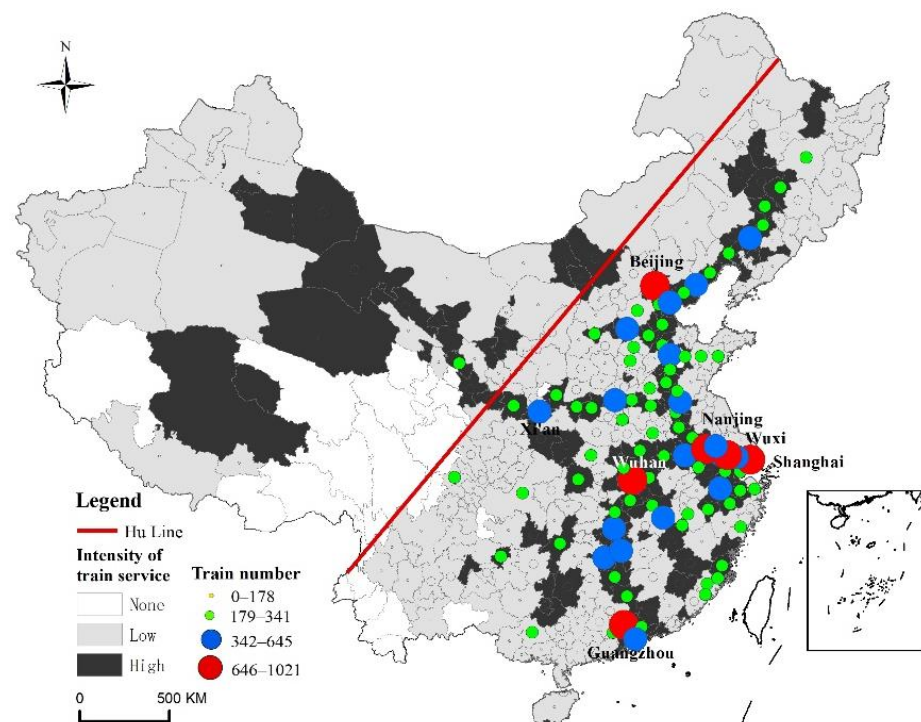 N
Beijing
Xi'an
Nanjing
Wuxi
Wuhan
Shanghai
Guangzhou
Legend
Hu Line
Intensity of
train service
None
Low
High
Train number
0–178
179–341
342–645
646–1021
0 500 KM